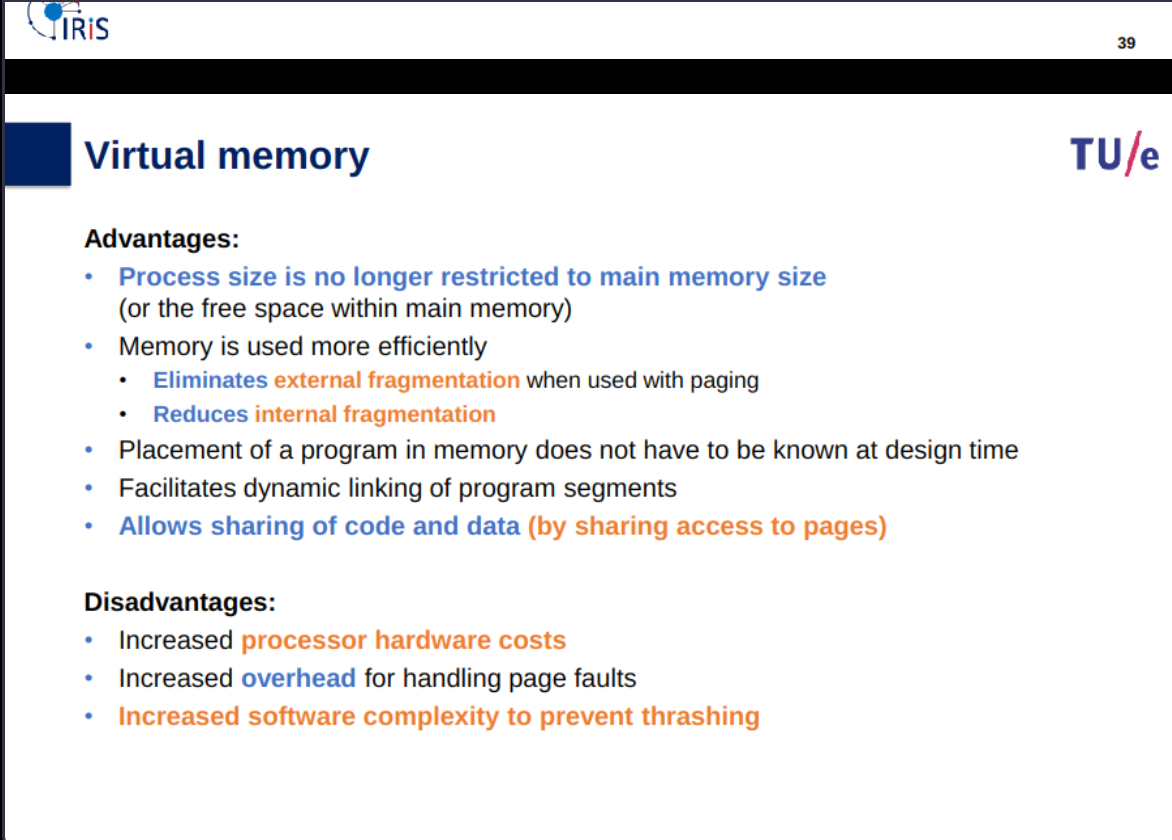 IRiS
39
Virtual memory
TU/e
Advantages:
• Process size is no longer restricted to main memory size
(or the free space within main memory)
• Memory is used more efficiently
• Eliminates external fragmentation when used with paging
• Reduces internal fragmentation
• Placement of a program in memory does not have to be known at design time
• Facilitates dynamic linking of program segments
• Allows sharing of code and data (by sharing access to pages)
Disadvantages:
• Increased processor hardware costs
• Increased overhead for handling page faults
• Increased software complexity to prevent thrashing